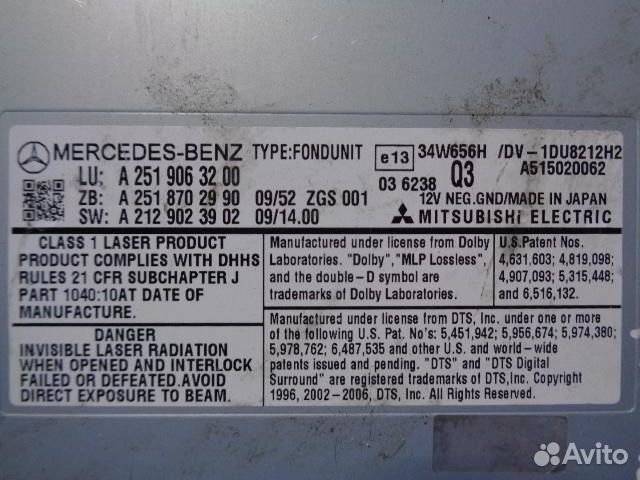 MERCEDES-BENZ TYPE:FONDUNIT e13 34W656H /DV-1DU8212H2
LU: A 251 906 32 00 03 6238 Q3 A515020062
ZB: A 251 870 29 90 09/52 ZGS 001 12V NEG.GND/MADE IN JAPAN
SW: A 212 902 39 02 09/14.00 MITSUBISHI ELECTRIC
CLASS 1 LASER PRODUCT
PRODUCT COMPLIES WITH DHHS
RULES 21 CFR SUBCHAPTER J
PART 1040:10AT DATE OF
MANUFACTURE.
Manufactured under license from Dolby
Laboratories. "Dolby", "MLP Lossless",
and the double-D symbol are
trademarks of Dolby Laboratories.
U.S.Patent Nos.
4,631,603; 4,819,098;
4,907,093; 5,315,448;
and 6,516,132.
DANGER
INVISIBLE LASER RADIATION
WHEN OPENED AND INTERLOCK
FAILED OR DEFEATED.AVOID
DIRECT EXPOSURE TO BEAM.
Manufactured under license from DTS, Inc. under one or more
of the following U.S. Pat. No's: 5,451,942; 5,956,674; 5,974,380;
5,978,762; 6,487,535 and other U.S. and world-wide
patents issued and pending. "DTS" and "DTS Digital
Surround" are registered trademarks of DTS,Inc. Copyright
1996, 2002-2006, DTS, Inc. All Rights Reserved.
Avito